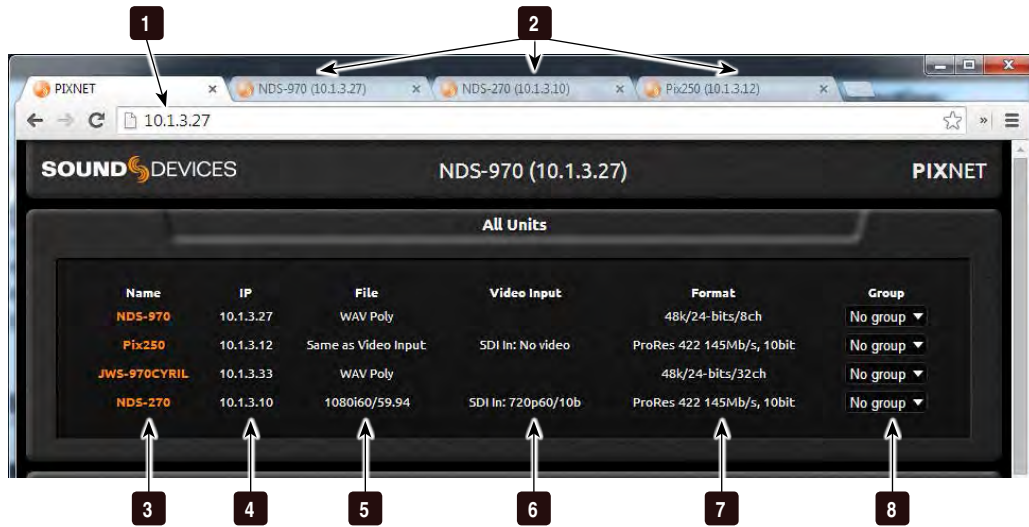 1 2
PIXNET NDS-970 (10.1.3.27) NDS-270 (10.1.3.10) Pix250 (10.1.3.12)
10.1.3.27
SOUND DEVICES NDS-970 (10.1.3.27) PIXNET
All Units
Name IP File Video Input Format Group
NDS-970 10.1.3.27 WAV Poly 48k/24-bits/8ch No group
Pix250 10.1.3.12 Same as Video Input SDI In: No video ProRes 422 145Mb/s, 10bit No group
JWS-970CYRIL 10.1.3.33 WAV Poly 48k/24-bits/32ch No group
NDS-270 10.1.3.10 1080i60/59.94 SDI In: 720p60/10b ProRes 422 145Mb/s, 10bit No group
3 4 5 6 7 8